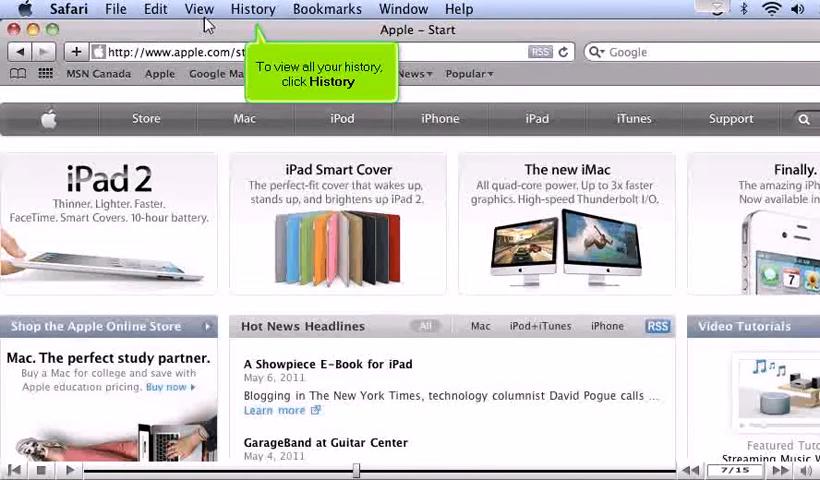 Safari File Edit View History Bookmarks Window Help
Apple – Start
http://www.apple.com/st
RSS
Google
To view all your history,
click History
MSN Canada Apple Google Ma News Popular
Store Mac iPod iPhone iPad iTunes Support
iPad 2
Thinner. Lighter. Faster.
FaceTime. Smart Covers. 10-hour battery.
iPad Smart Cover
The perfect-fit cover that wakes up,
stands up, and brightens up iPad 2.
The new iMac
All quad-core power. Up to 3x faster
graphics. High-speed Thunderbolt I/O.
Finally.
The amazing iPh
Now available in
Shop the Apple Online Store
Mac. The perfect study partner.
Buy a Mac for college and save with
Apple education pricing. Buy now
Hot News Headlines All Mac iPod+iTunes iPhone RSS
A Showpiece E-Book for iPad
May 6, 2011
Blogging in The New York Times, technology columnist David Pogue calls ...
Learn more
GarageBand at Guitar Center
May 4, 2011
Video Tutorials
Featured Tuto
Streaming Music W
7/15